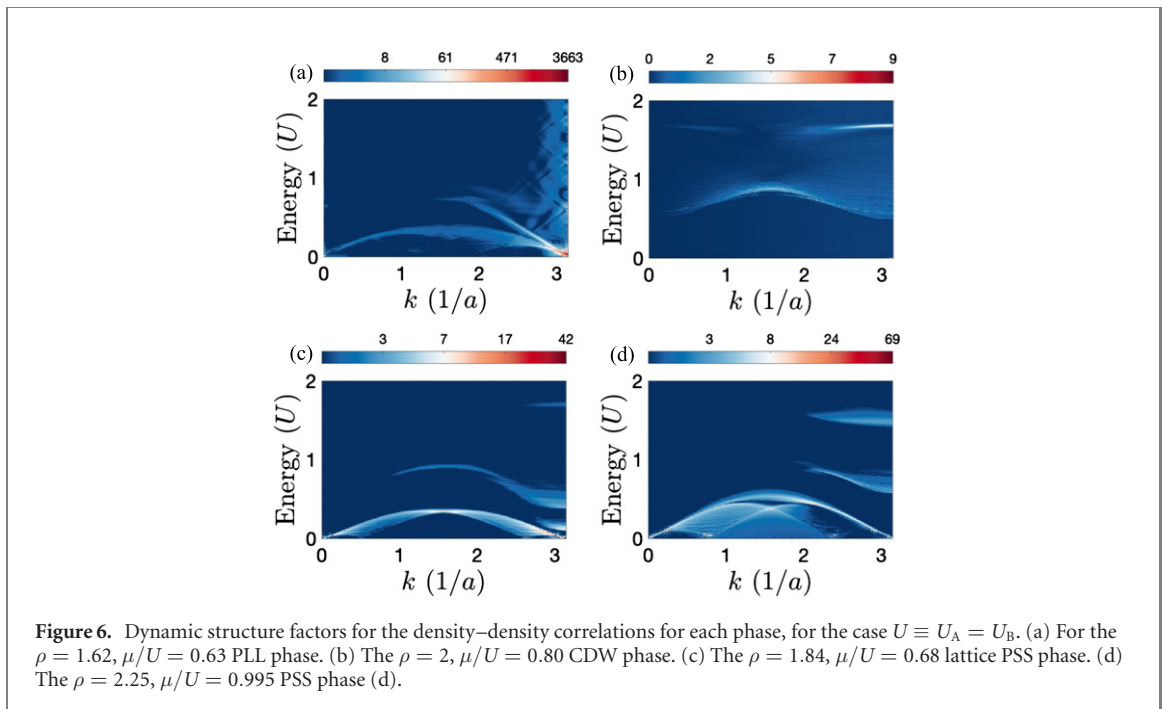 (a) 8 61 471 3663
(b) 0 2 5 7 9
2 2
Energy (U) Energy (U)
1 1
0 0
0 1 2 3 0 1 2 3
k (1/a) k (1/a)
(c) 3 7 17 42
(d) 3 8 24 69
2 2
Energy (U) Energy (U)
1 1
0 0
0 1 2 3 0 1 2 3
k (1/a) k (1/a)
Figure 6. Dynamic structure factors for the density–density correlations for each phase, for the case U ≡ U_A = U_B. (a) For the
ρ = 1.62, μ/U = 0.63 PLL phase. (b) The ρ = 2, μ/U = 0.80 CDW phase. (c) The ρ = 1.84, μ/U = 0.68 lattice PSS phase. (d)
The ρ = 2.25, μ/U = 0.995 PSS phase (d).